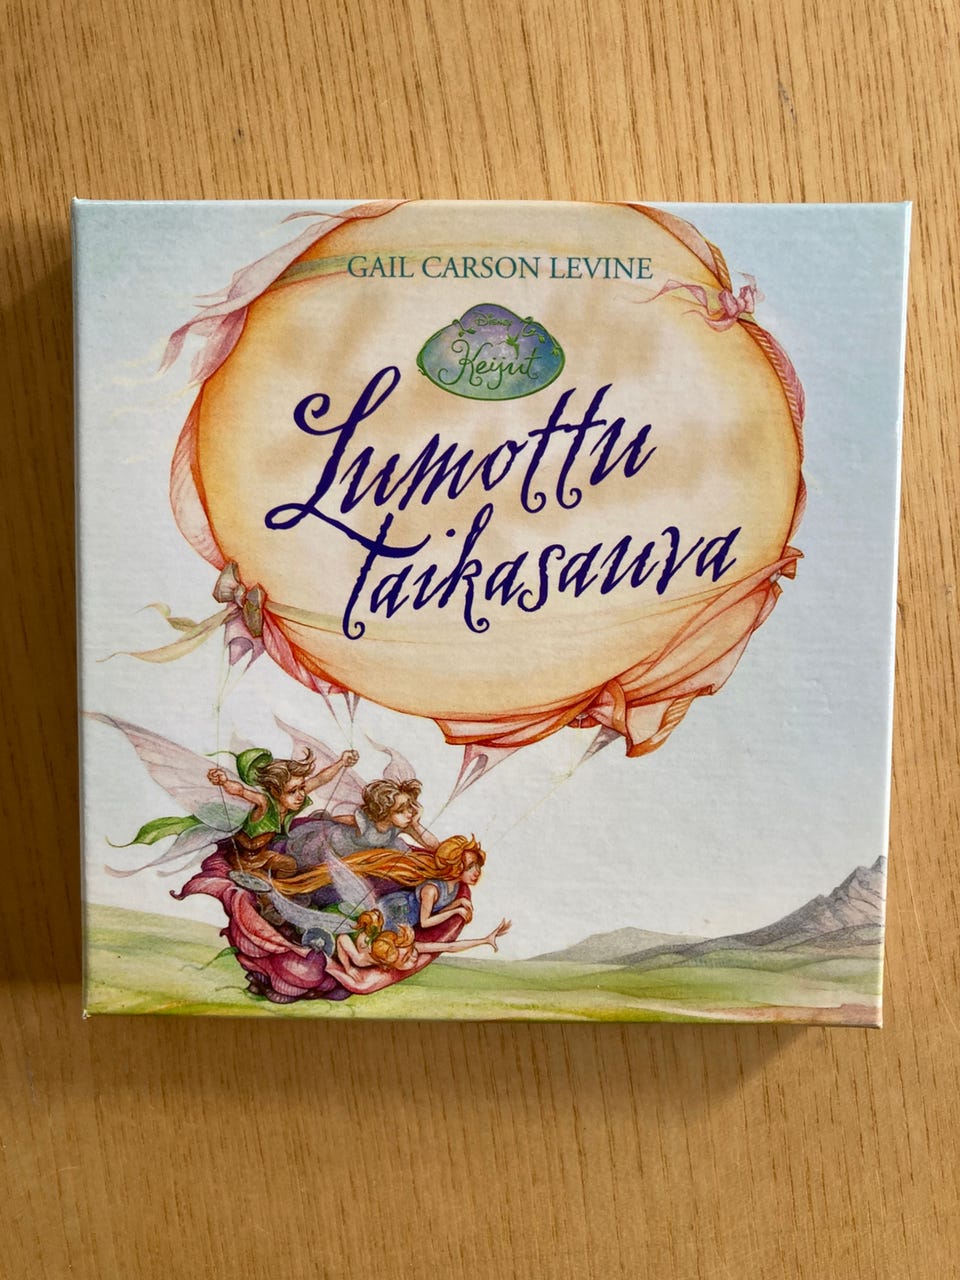 GAIL CARSON LEVINE
DISNEY
Keijut
Lumottu
taikasauva